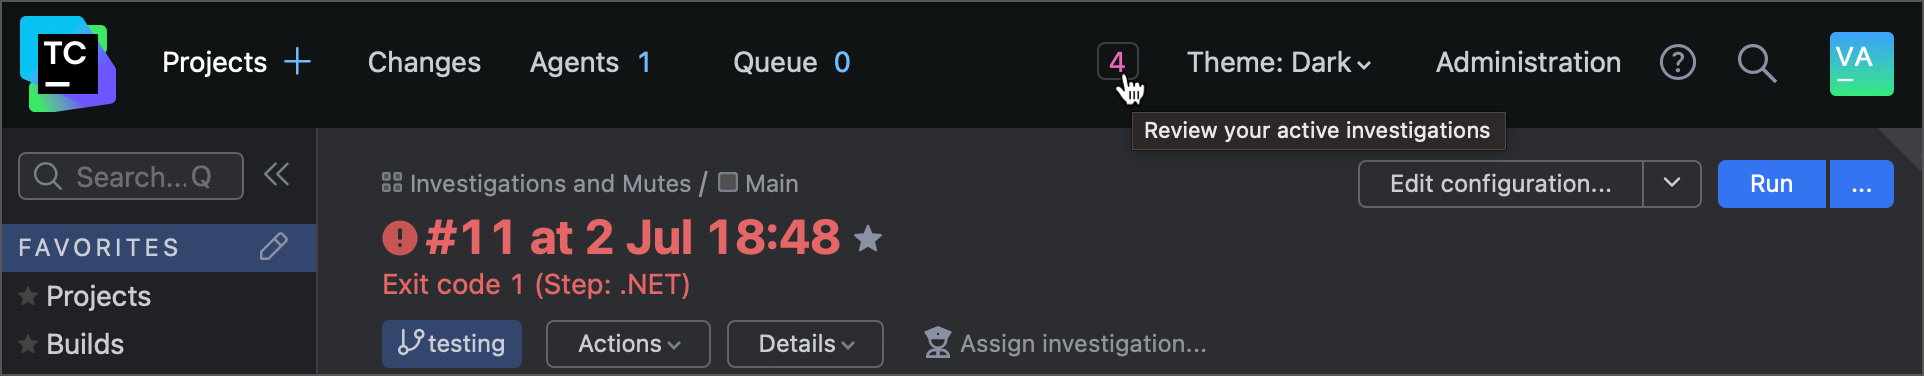 TC
Projects + Changes Agents 1 Queue 0 4 Theme: Dark Administration ? VA
Review your active investigations
Search... Q
Investigations and Mutes / Main
Edit configuration... Run ...
#11 at 2 Jul 18:48
FAVORITES
Exit code 1 (Step: .NET)
Projects
Builds
testing Actions Details Assign investigation...